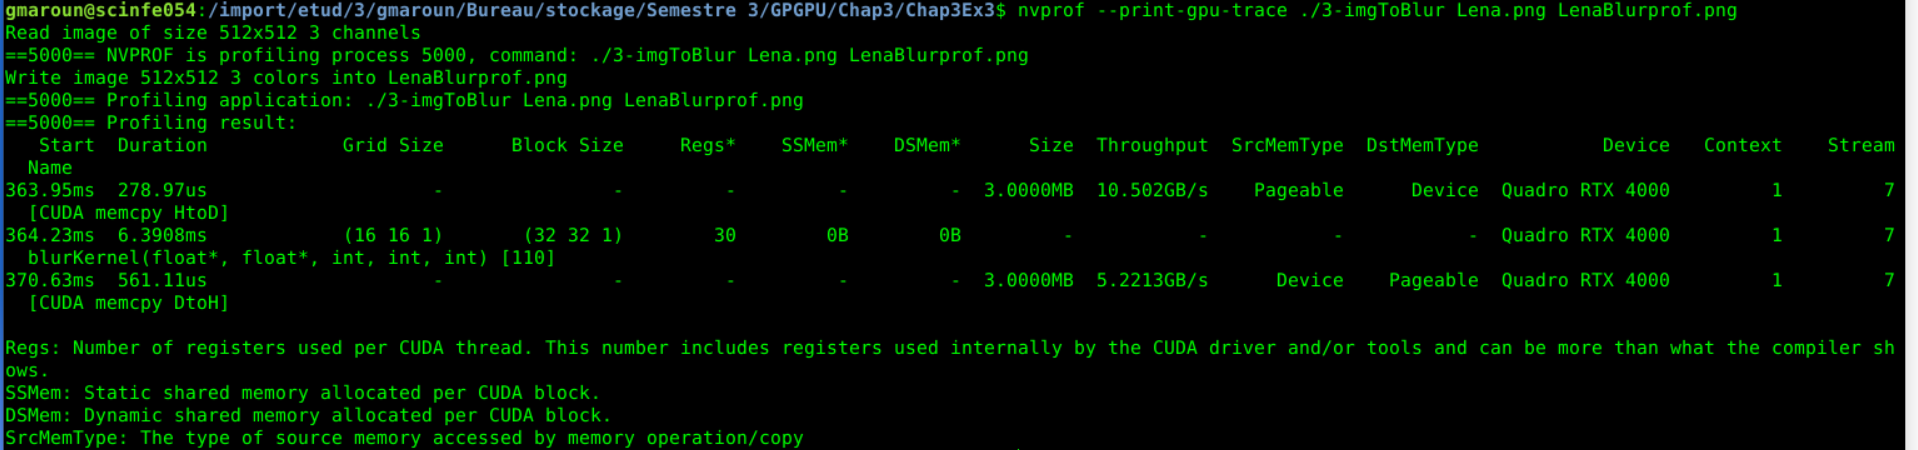 gmaroun@scinfe054:/import/etud/3/gmaroun/Bureau/stockage/Semestre 3/GPGPU/Chap3/Chap3Ex3$ nvprof --print-gpu-trace ./3-imgToBlur Lena.png LenaBlurprof.png
Read image of size 512x512 3 channels
==5000== NVPROF is profiling process 5000, command: ./3-imgToBlur Lena.png LenaBlurprof.png
Write image 512x512 3 colors into LenaBlurprof.png
==5000== Profiling application: ./3-imgToBlur Lena.png LenaBlurprof.png
==5000== Profiling result:
   Start  Duration            Grid Size      Block Size     Regs*    SSMem*    DSMem*      Size  Throughput  SrcMemType  DstMemType           Device   Context    Stream
  Name
363.95ms  278.97us                    -               -         -         -         -  3.0000MB  10.502GB/s    Pageable      Device  Quadro RTX 4000         1         7
  [CUDA memcpy HtoD]
364.23ms  6.3908ms            (16 16 1)       (32 32 1)        30        0B        0B         -           -           -           -  Quadro RTX 4000         1         7
  blurKernel(float*, float*, int, int, int) [110]
370.63ms  561.11us                    -               -         -         -         -  3.0000MB  5.2213GB/s      Device    Pageable  Quadro RTX 4000         1         7
  [CUDA memcpy DtoH]
Regs: Number of registers used per CUDA thread. This number includes registers used internally by the CUDA driver and/or tools and can be more than what the compiler sh
ows.
SSMem: Static shared memory allocated per CUDA block.
DSMem: Dynamic shared memory allocated per CUDA block.
SrcMemType: The type of source memory accessed by memory operation/copy